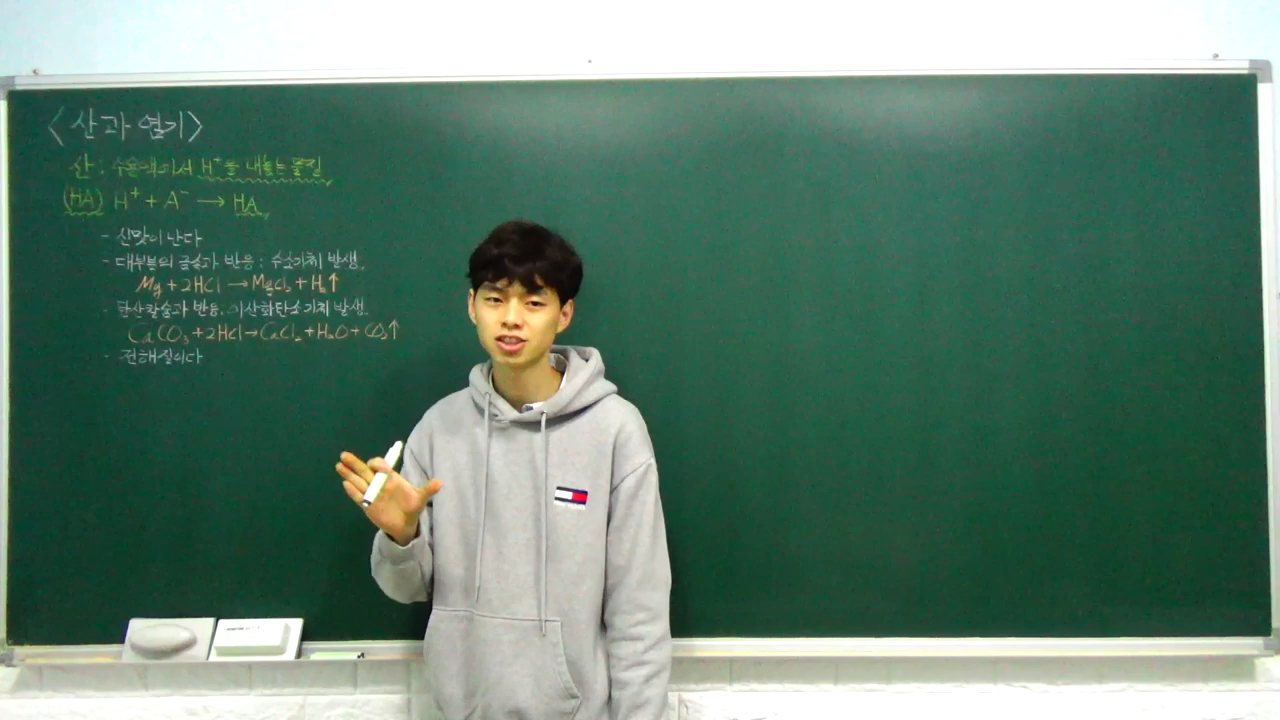 <산과 염기>
산 : 수용액에서 H⁺를 내놓는 물질
(HA) H⁺ + A⁻ → HA
- 신맛이 난다
- 대부분의 금속과 반응 : 수소기체 발생.
Mg + 2HCl → MgCl₂ + H₂↑
- 탄산칼슘과 반응. 이산화탄소기체 발생.
CaCO₃ + 2HCl → CaCl₂ + H₂O + CO₂↑
- 전해질이다